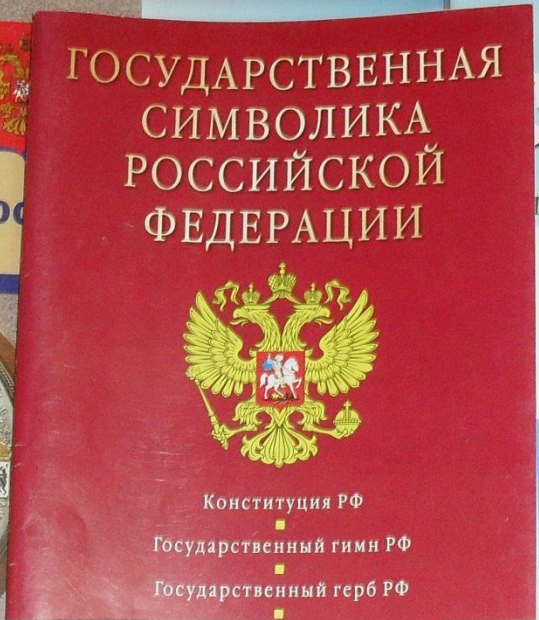 ГОСУДАРСТВЕННАЯ
СИМВОЛИКА
РОССИЙСКОЙ
ФЕДЕРАЦИИ
Конституция РФ
Государственный гимн РФ
Государственный герб РФ